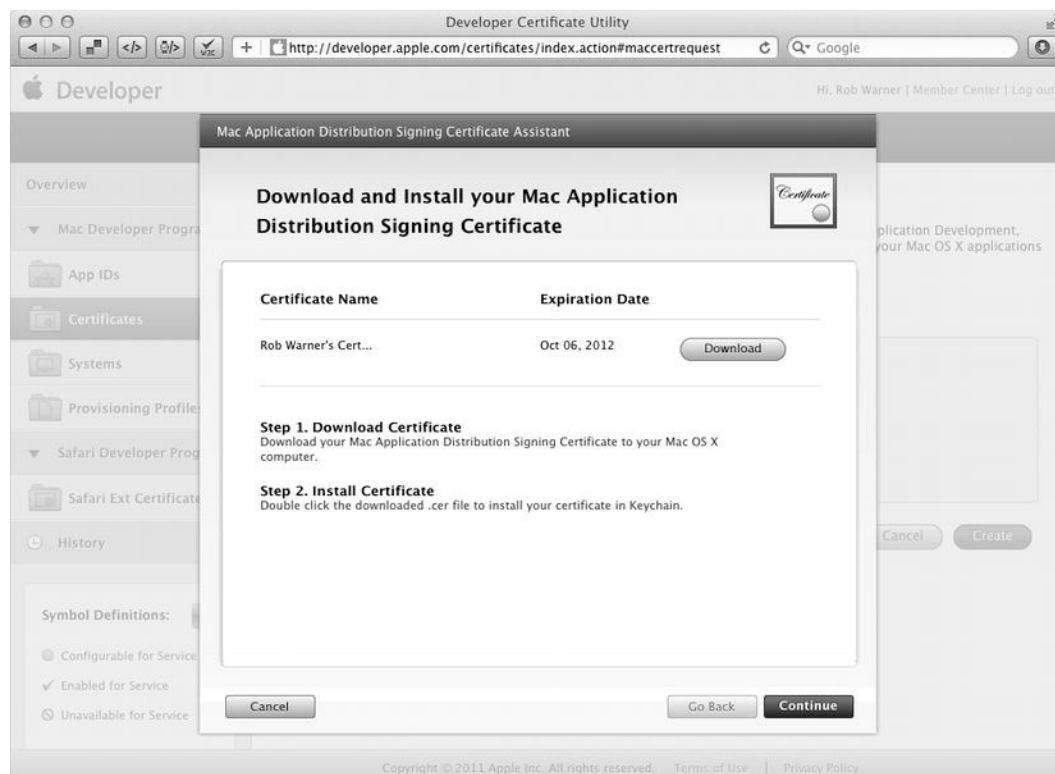 Developer Certificate Utility
http://developer.apple.com/certificates/index.action#maccertrequest
Google
Developer
Hi, Rob Warner | Member Center | Log out
Mac Application Distribution Signing Certificate Assistant
Overview
Download and Install your Mac Application
Distribution Signing Certificate
Certificate
Mac Developer Progra
plication Development,
your Mac OS X applications
App IDs
Certificates
Systems
Provisioning Profile
Safari Developer Prog
Safari Ext Certificate
History
Certificate Name Expiration Date
Rob Warner's Cert... Oct 06, 2012 Download
Step 1. Download Certificate
Download your Mac Application Distribution Signing Certificate to your Mac OS X
computer.
Step 2. Install Certificate
Double click the downloaded .cer file to install your certificate in Keychain.
Cancel Create
Symbol Definitions:
Configurable for Service
Enabled for Service
Unavailable for Service
Cancel Go Back Continue
Copyright © 2011 Apple Inc. All rights reserved. Terms of Use | Privacy Policy